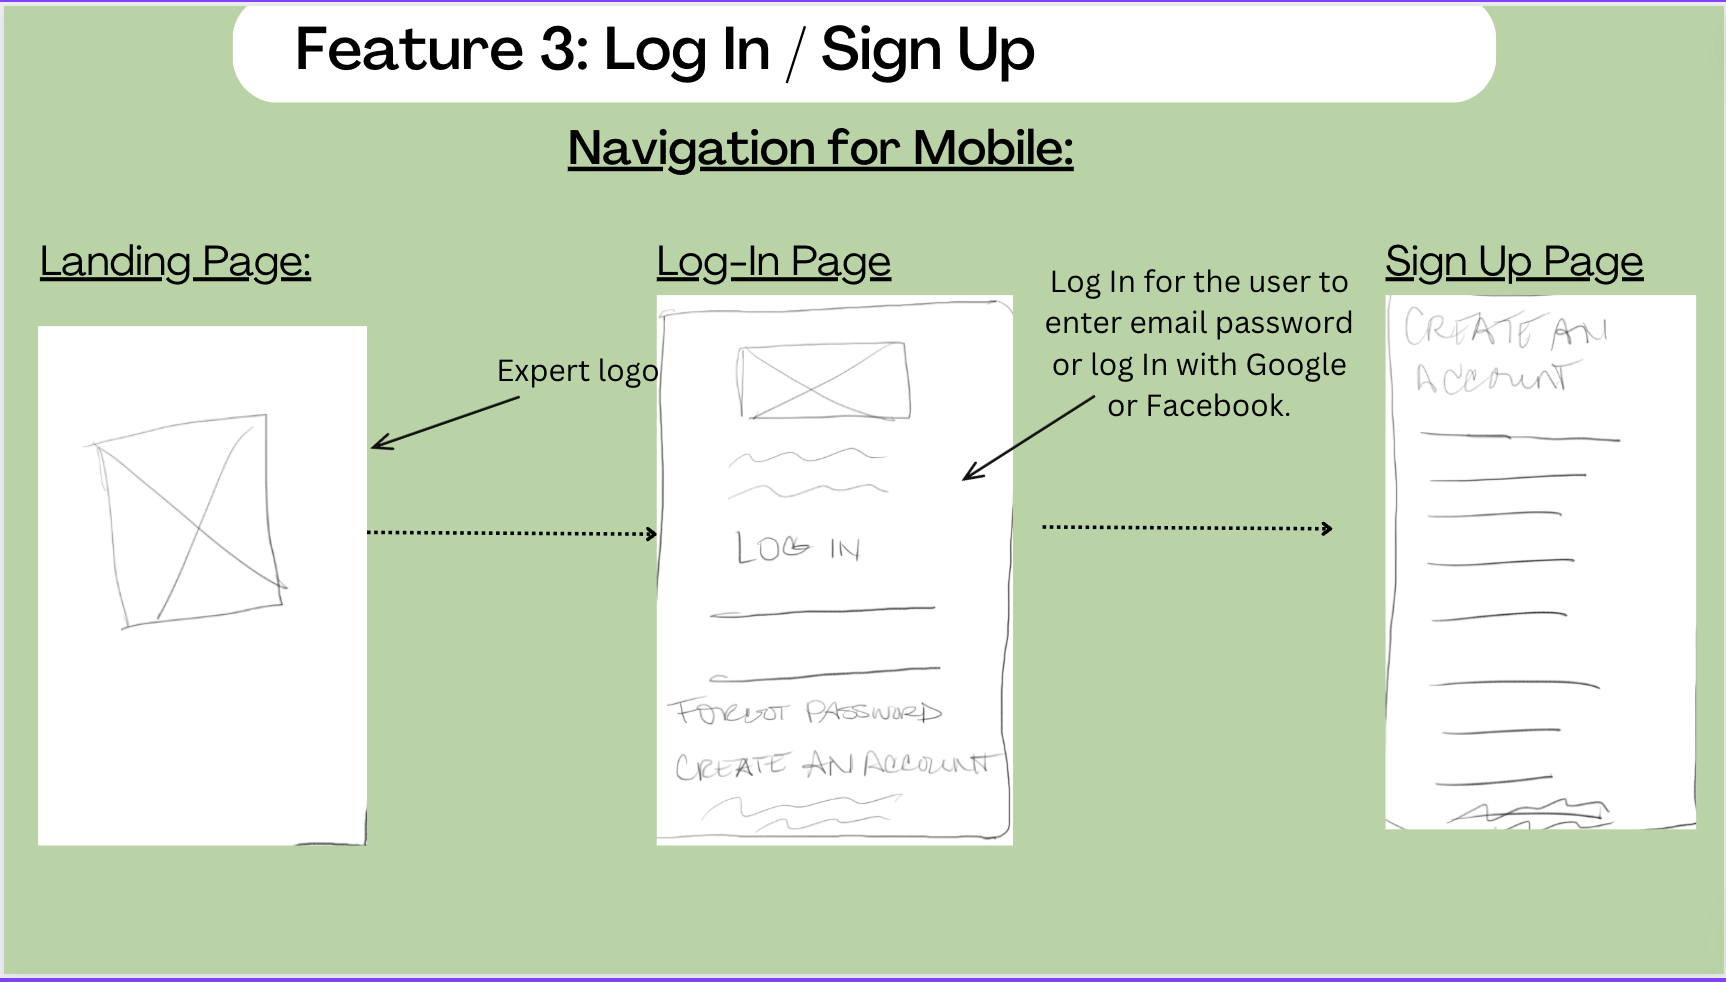 Feature 3: Log In / Sign Up
Navigation for Mobile:
Landing Page:
Expert logo
Log-In Page
LOG IN
FORGOT PASSWORD
CREATE AN ACCOUNT
Log In for the user to
enter email password
or log In with Google
or Facebook.
Sign Up Page
CREATE AN
ACCOUNT